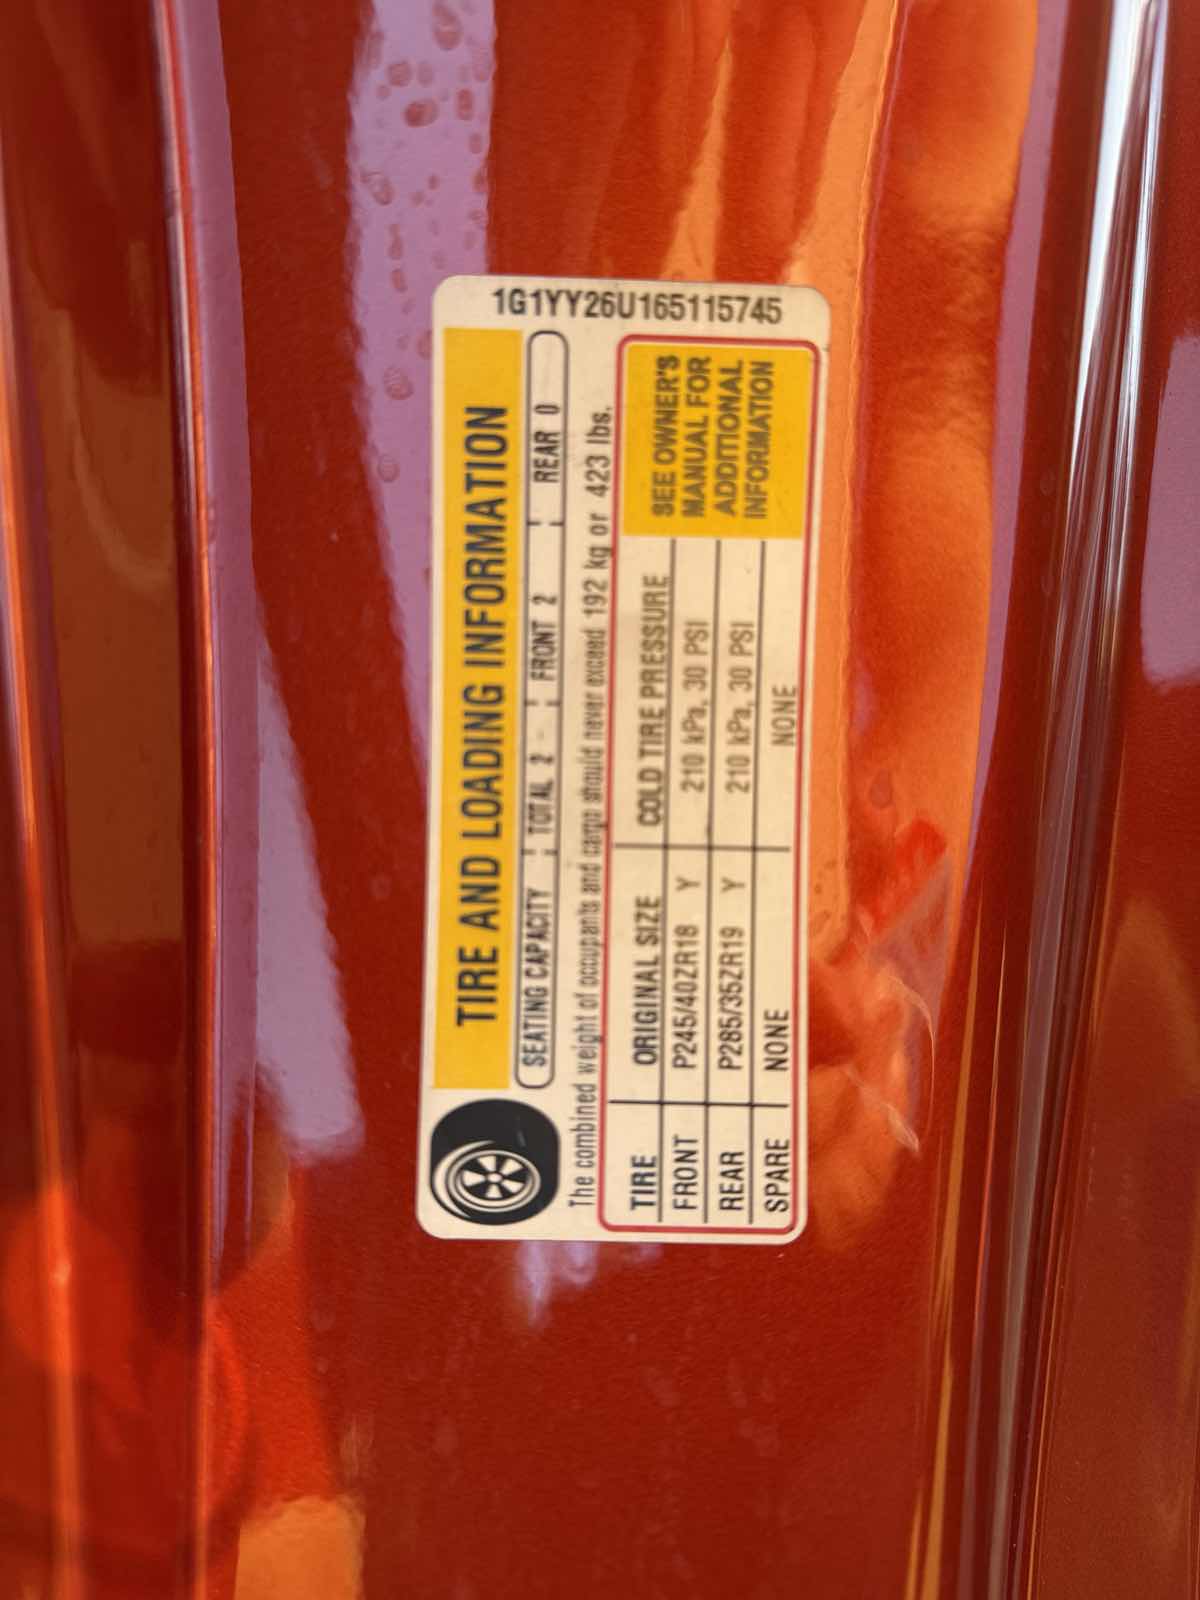 1G1YY26U165115745
TIRE AND LOADING INFORMATION
SEATING CAPACITY TOTAL 2 FRONT 2 REAR 0
The combined weight of occupants and cargo should never exceed 192 kg or 423 lbs.
TIRE ORIGINAL SIZE COLD TIRE PRESSURE
FRONT P245/40ZR18 Y 210 kPa, 30 PSI
REAR P285/35ZR19 Y 210 kPa, 30 PSI
SPARE NONE NONE
SEE OWNER'S
MANUAL FOR
ADDITIONAL
INFORMATION